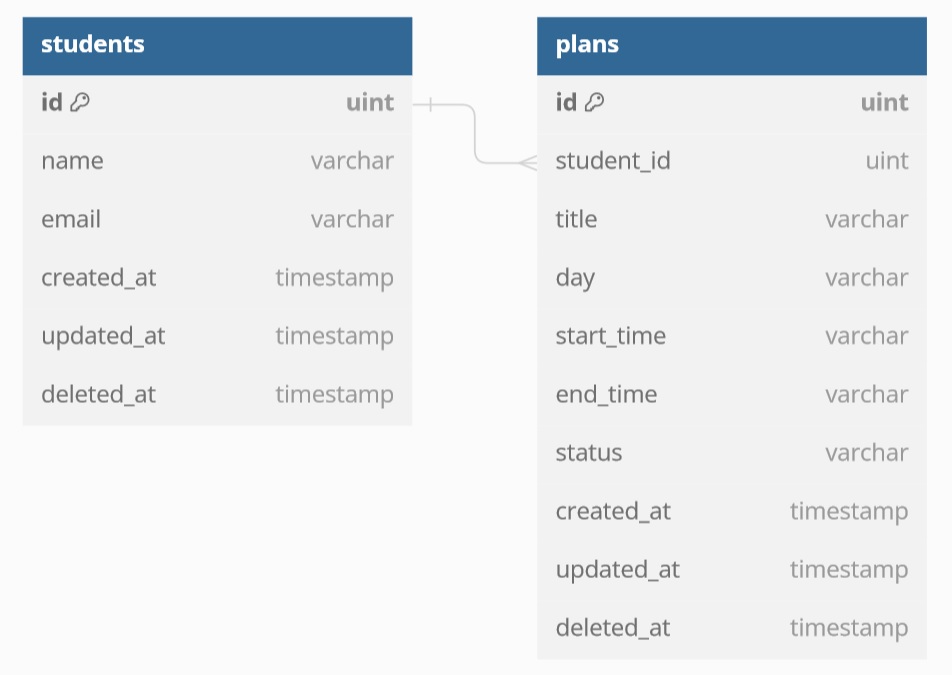 students
id uint
name varchar
email varchar
created_at timestamp
updated_at timestamp
deleted_at timestamp
plans
id uint
student_id uint
title varchar
day varchar
start_time varchar
end_time varchar
status varchar
created_at timestamp
updated_at timestamp
deleted_at timestamp